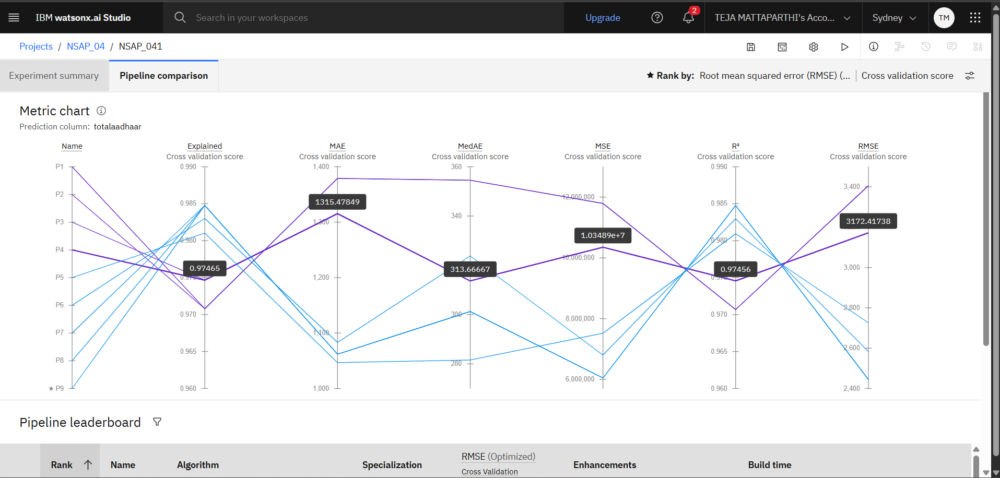 IBM watsonx.ai Studio
Search in your workspaces
Upgrade
2
TEJA MATTAPARTHI's Acco...
Sydney
TM
Projects / NSAP_04 / NSAP_041
Experiment summary
Pipeline comparison
★ Rank by: Root mean squared error (RMSE) (... | Cross validation score
Metric chart
Prediction column: totalaadhaar
Name
P1
P2
P3
P4
P5
P6
P7
P8
★ P9
Explained
Cross validation score
0.990
0.985
0.980
0.97465
0.975
0.970
0.965
0.960
MAE
Cross validation score
1,400
1315.47849
1,300
1,200
1,100
1,000
MedAE
Cross validation score
360
340
313.66667
300
280
MSE
Cross validation score
12,000,000
1.03489e+7
10,000,000
8,000,000
6,000,000
R²
Cross validation score
0.990
0.985
0.980
0.97456
0.975
0.970
0.965
0.960
RMSE
Cross validation score
3,400
3172.41738
3,000
2,800
2,600
2,400
Pipeline leaderboard
Rank
Name
Algorithm
Specialization
RMSE (Optimized)
Cross Validation
Enhancements
Build time